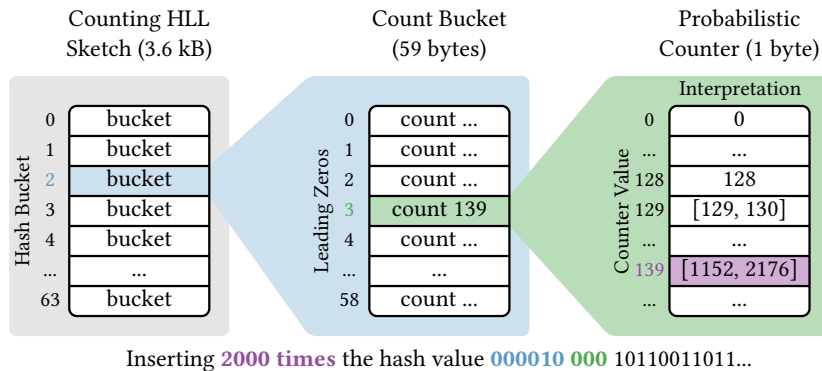 Counting HLL
Sketch (3.6 kB)
Hash Bucket
0 bucket
1 bucket
2 bucket
3 bucket
4 bucket
... ...
63 bucket
Count Bucket
(59 bytes)
Leading Zeros
0 count ...
1 count ...
2 count ...
3 count 139
4 count ...
... ...
58 count ...
Probabilistic
Counter (1 byte)
Interpretation
Counter Value
0 0
... ...
128 128
129 [129, 130]
... ...
139 [1152, 2176]
... ...
Inserting 2000 times the hash value 000010 000 10110011011...